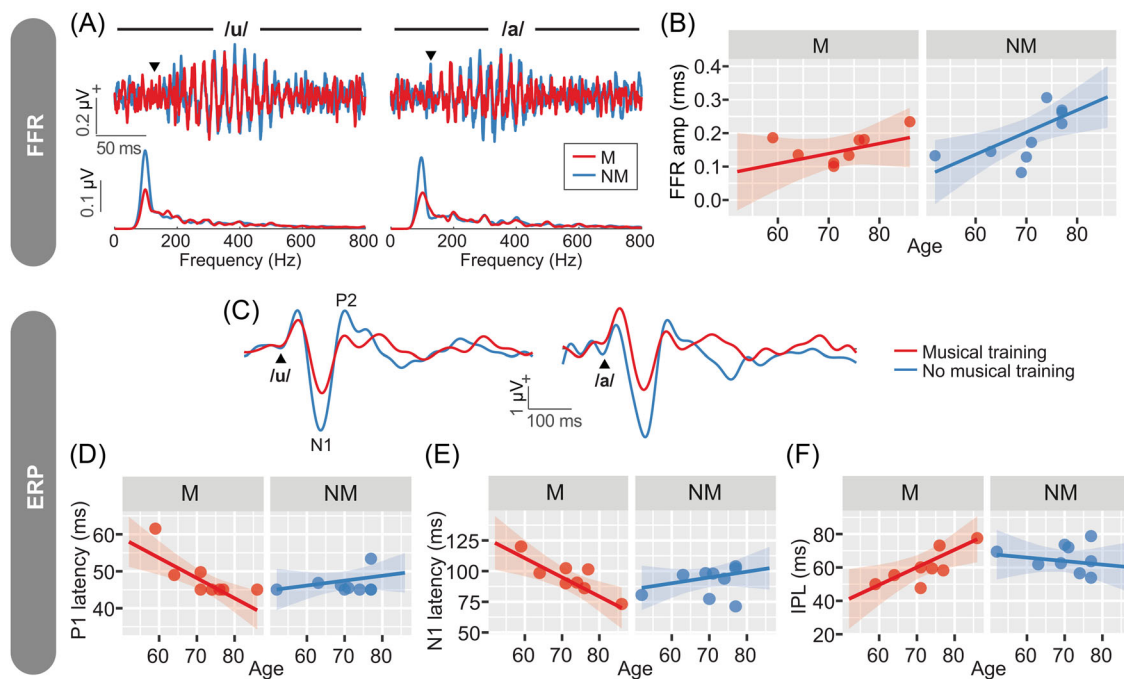 FFR
(A)
/u/
/a/
0.2 µV
+
50 ms
M
NM
0.1 µV
0 200 400 600 800
0 200 400 600 800
Frequency (Hz)
Frequency (Hz)
(B)
M
NM
FFR amp (rms)
0.4
0.3
0.2
0.1
0.0
60 70 80
60 70 80
Age
ERP
(C)
P2
/u/
N1
/a/
1 µV
+
100 ms
Musical training
No musical training
(D)
M
NM
P1 latency (ms)
60
50
40
60 70 80
60 70 80
Age
(E)
M
NM
N1 latency (ms)
125
100
75
50
60 70 80
60 70 80
Age
(F)
M
NM
IPL (ms)
80
60
40
20
60 70 80
60 70 80
Age